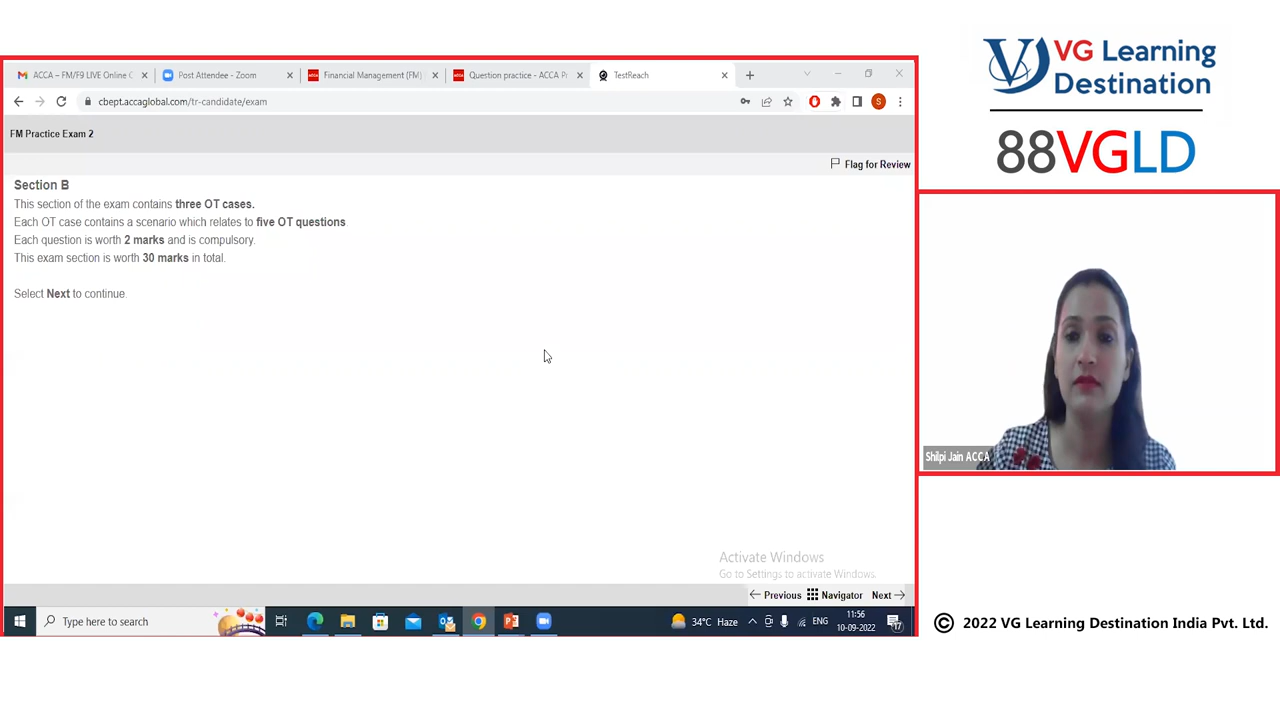 ACCA – FM/F9 LIVE Online C
Post Attendee - Zoom
Financial Management (FM)
Question practice - ACCA P
TestReach
cbept.accaglobal.com/tr-candidate/exam
FM Practice Exam 2
Flag for Review
Section B
This section of the exam contains three OT cases.
Each OT case contains a scenario which relates to five OT questions
Each question is worth 2 marks and is compulsory.
This exam section is worth 30 marks in total.
Select Next to continue
Activate Windows
Go to Settings to activate Windows.
Previous
Navigator
Next
Type here to search
34°C Haze
ENG
11:56
10-09-2022
17
VG Learning
Destination
88VGLD
Shilpi Jain ACCA
© 2022 VG Learning Destination India Pvt. Ltd.